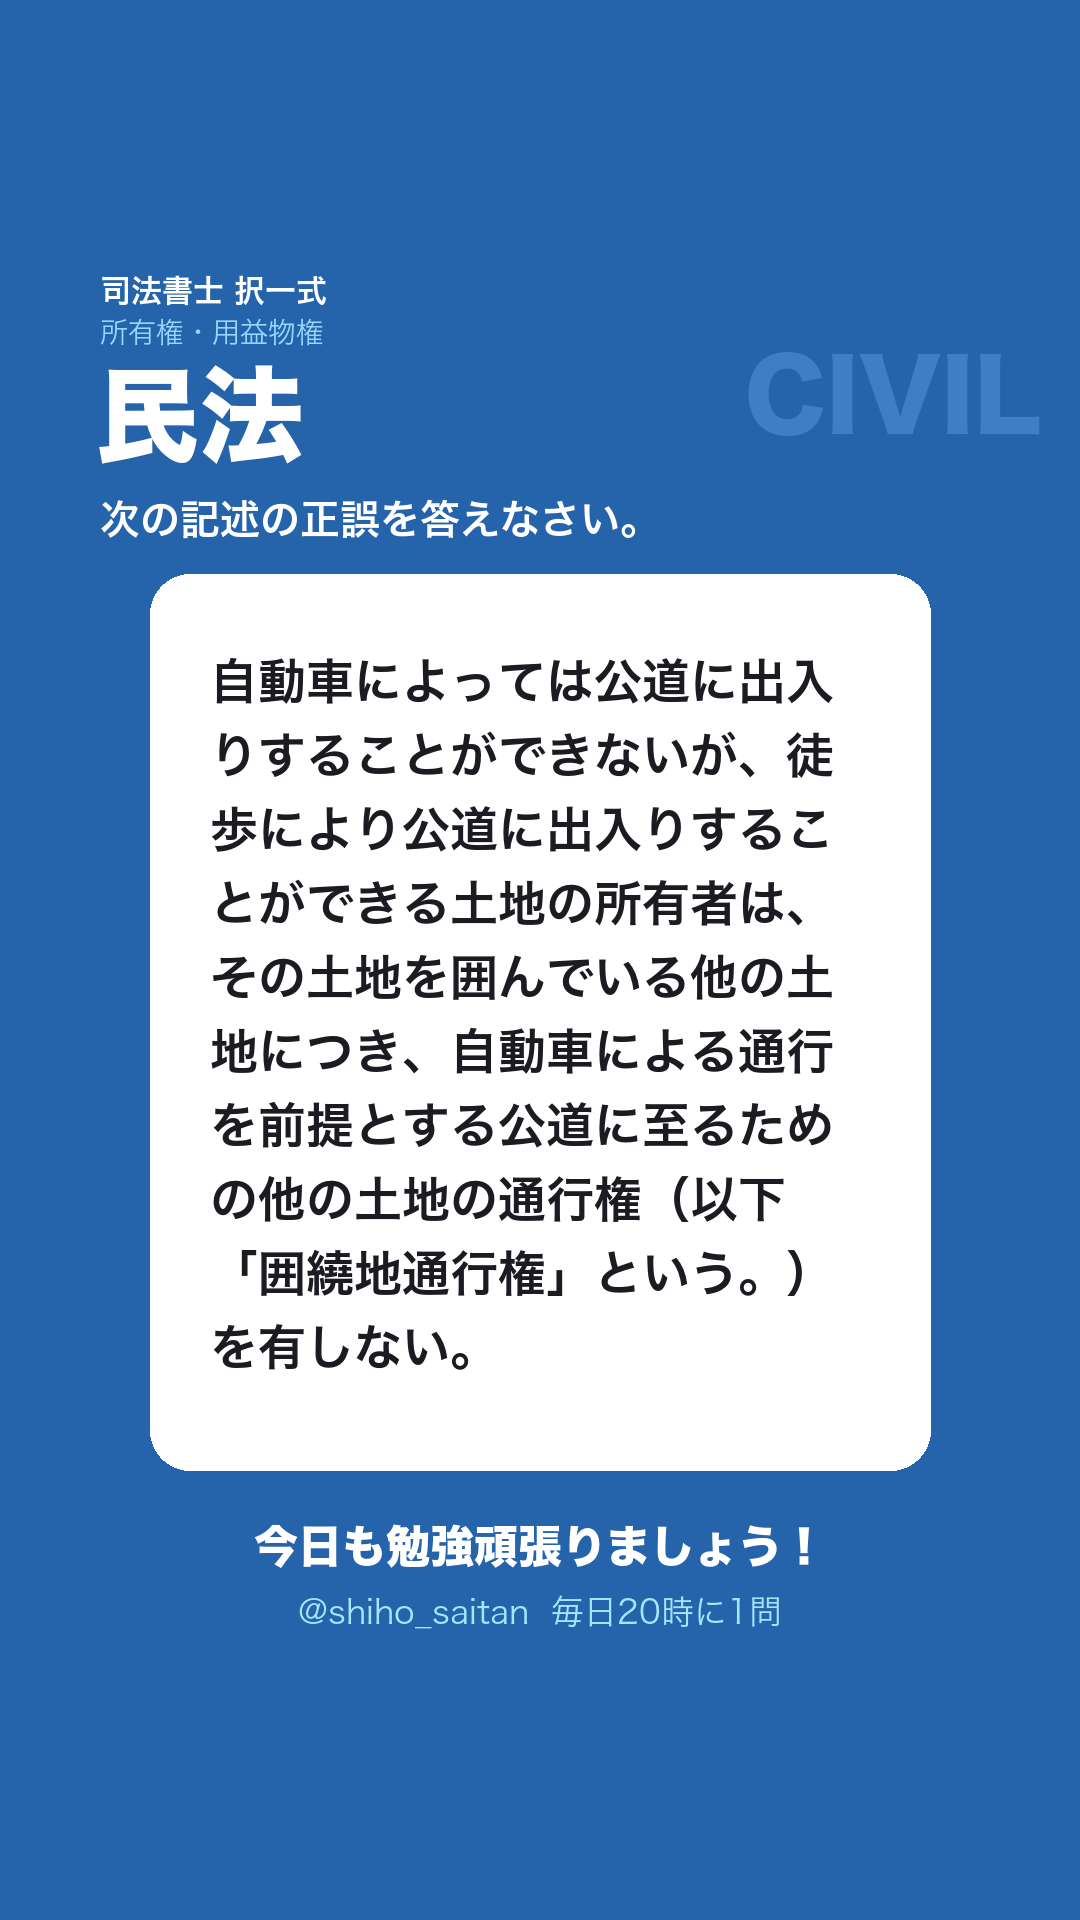 司法書士 択一式
所有権・用益物権
民法
CIVIL
次の記述の正誤を答えなさい。
自動車によっては公道に出入
りすることができないが、徒
歩により公道に出入りするこ
とができる土地の所有者は、
その土地を囲んでいる他の土
地につき、自動車による通行
を前提とする公道に至るため
の他の土地の通行権（以下
「囲繞地通行権」という。）
を有しない。
今日も勉強頑張りましょう！
@shiho_saitan 毎日20時に1問